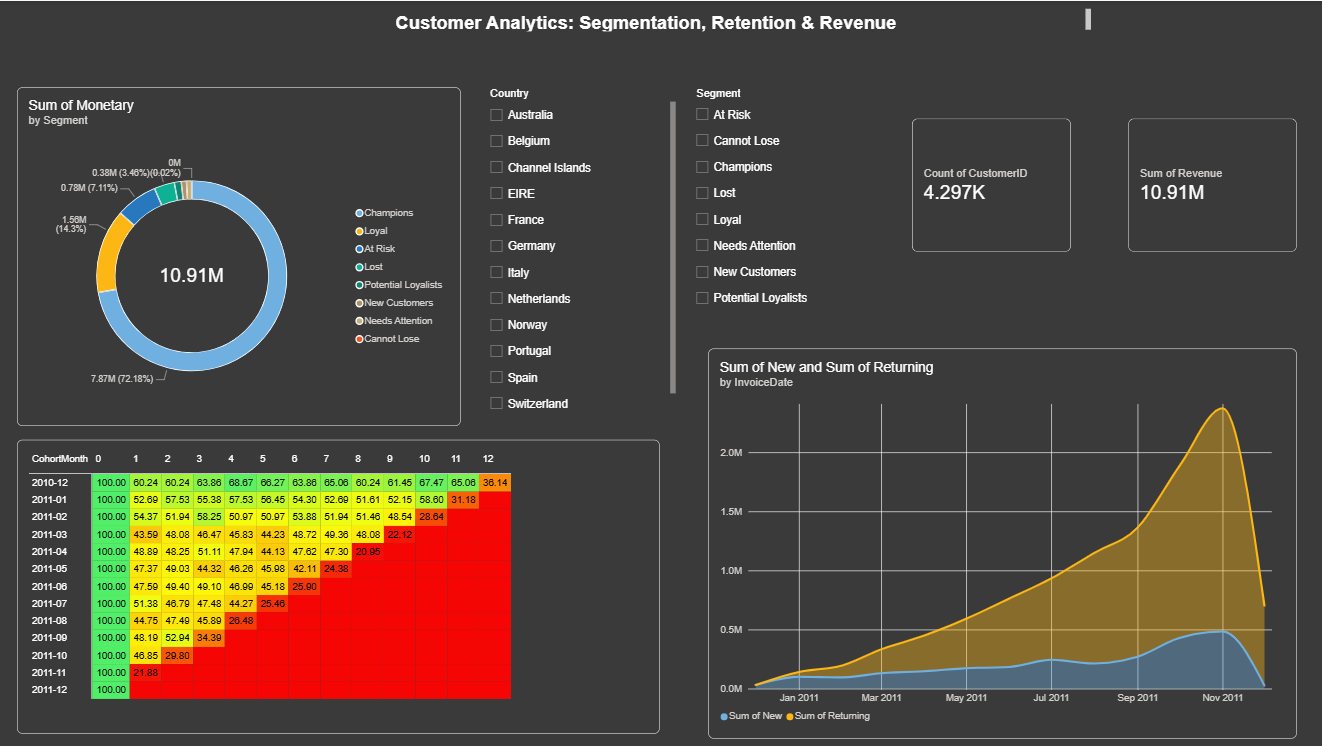 Customer Analytics: Segmentation, Retention & Revenue
Sum of Monetary
by Segment
0M
0.38M (3.46%)(0.02%)
0.78M (7.11%)
1.56M
(14.3%)
10.91M
7.87M (72.18%)
Champions
Loyal
At Risk
Lost
Potential Loyalists
New Customers
Needs Attention
Cannot Lose
Country
Australia
Belgium
Channel Islands
EIRE
France
Germany
Italy
Netherlands
Norway
Portugal
Spain
Switzerland
Segment
At Risk
Cannot Lose
Champions
Lost
Loyal
Needs Attention
New Customers
Potential Loyalists
Count of CustomerID
4.297K
Sum of Revenue
10.91M
CohortMonth 0 1 2 3 4 5 6 7 8 9 10 11 12
2010-12 100.00 60.24 60.24 63.86 68.67 66.27 63.86 65.06 60.24 61.45 67.47 65.06 36.14
2011-01 100.00 52.69 57.53 55.38 57.53 56.45 54.30 52.69 51.61 52.15 58.60 31.18
2011-02 100.00 54.37 51.94 58.25 50.97 50.97 53.88 51.94 51.46 48.54 28.64
2011-03 100.00 43.59 48.08 46.47 45.83 44.23 48.72 49.36 48.08 22.12
2011-04 100.00 48.89 48.25 51.11 47.94 44.13 47.62 47.30 20.95
2011-05 100.00 47.37 49.03 44.32 46.26 45.98 42.11 24.38
2011-06 100.00 47.59 49.40 49.10 46.99 45.18 25.90
2011-07 100.00 51.38 46.79 47.48 44.27 25.46
2011-08 100.00 44.75 47.49 45.89 26.48
2011-09 100.00 48.19 52.94 34.39
2011-10 100.00 46.85 29.80
2011-11 100.00 21.88
2011-12 100.00
Sum of New and Sum of Returning
by InvoiceDate
2.0M
1.5M
1.0M
0.5M
0.0M
Jan 2011 Mar 2011 May 2011 Jul 2011 Sep 2011 Nov 2011
Sum of New Sum of Returning